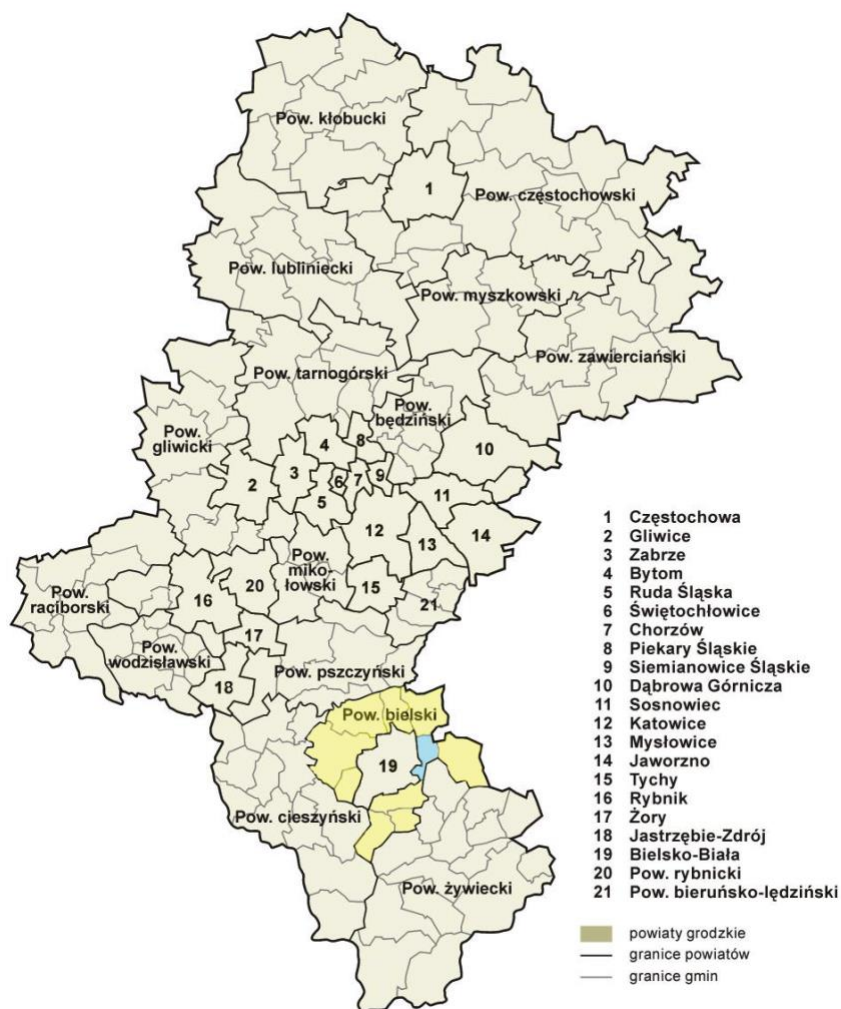 Pow. kłobucki
1
Pow. częstochowski
Pow. lubliniecki
Pow. myszkowski
Pow. zawierciański
Pow. tarnogórski
Pow.
będziński
Pow.
gliwicki
4
8
10
2
3
6
7
9
5
11
12
13
14
Pow.
miko-
łowski
Pow.
raciborski
16
20
15
21
17
Pow.
wodzisławski
18
Pow. pszczyński
Pow. bielski
19
Pow. cieszyński
Pow. żywiecki
1 Częstochowa
2 Gliwice
3 Zabrze
4 Bytom
5 Ruda Śląska
6 Świętochłowice
7 Chorzów
8 Piekary Śląskie
9 Siemianowice Śląskie
10 Dąbrowa Górnicza
11 Sosnowiec
12 Katowice
13 Mysłowice
14 Jaworzno
15 Tychy
16 Rybnik
17 Żory
18 Jastrzębie-Zdrój
19 Bielsko-Biała
20 Pow. rybnicki
21 Pow. bieruńsko-lędziński
powiaty grodzkie
granice powiatów
granice gmin